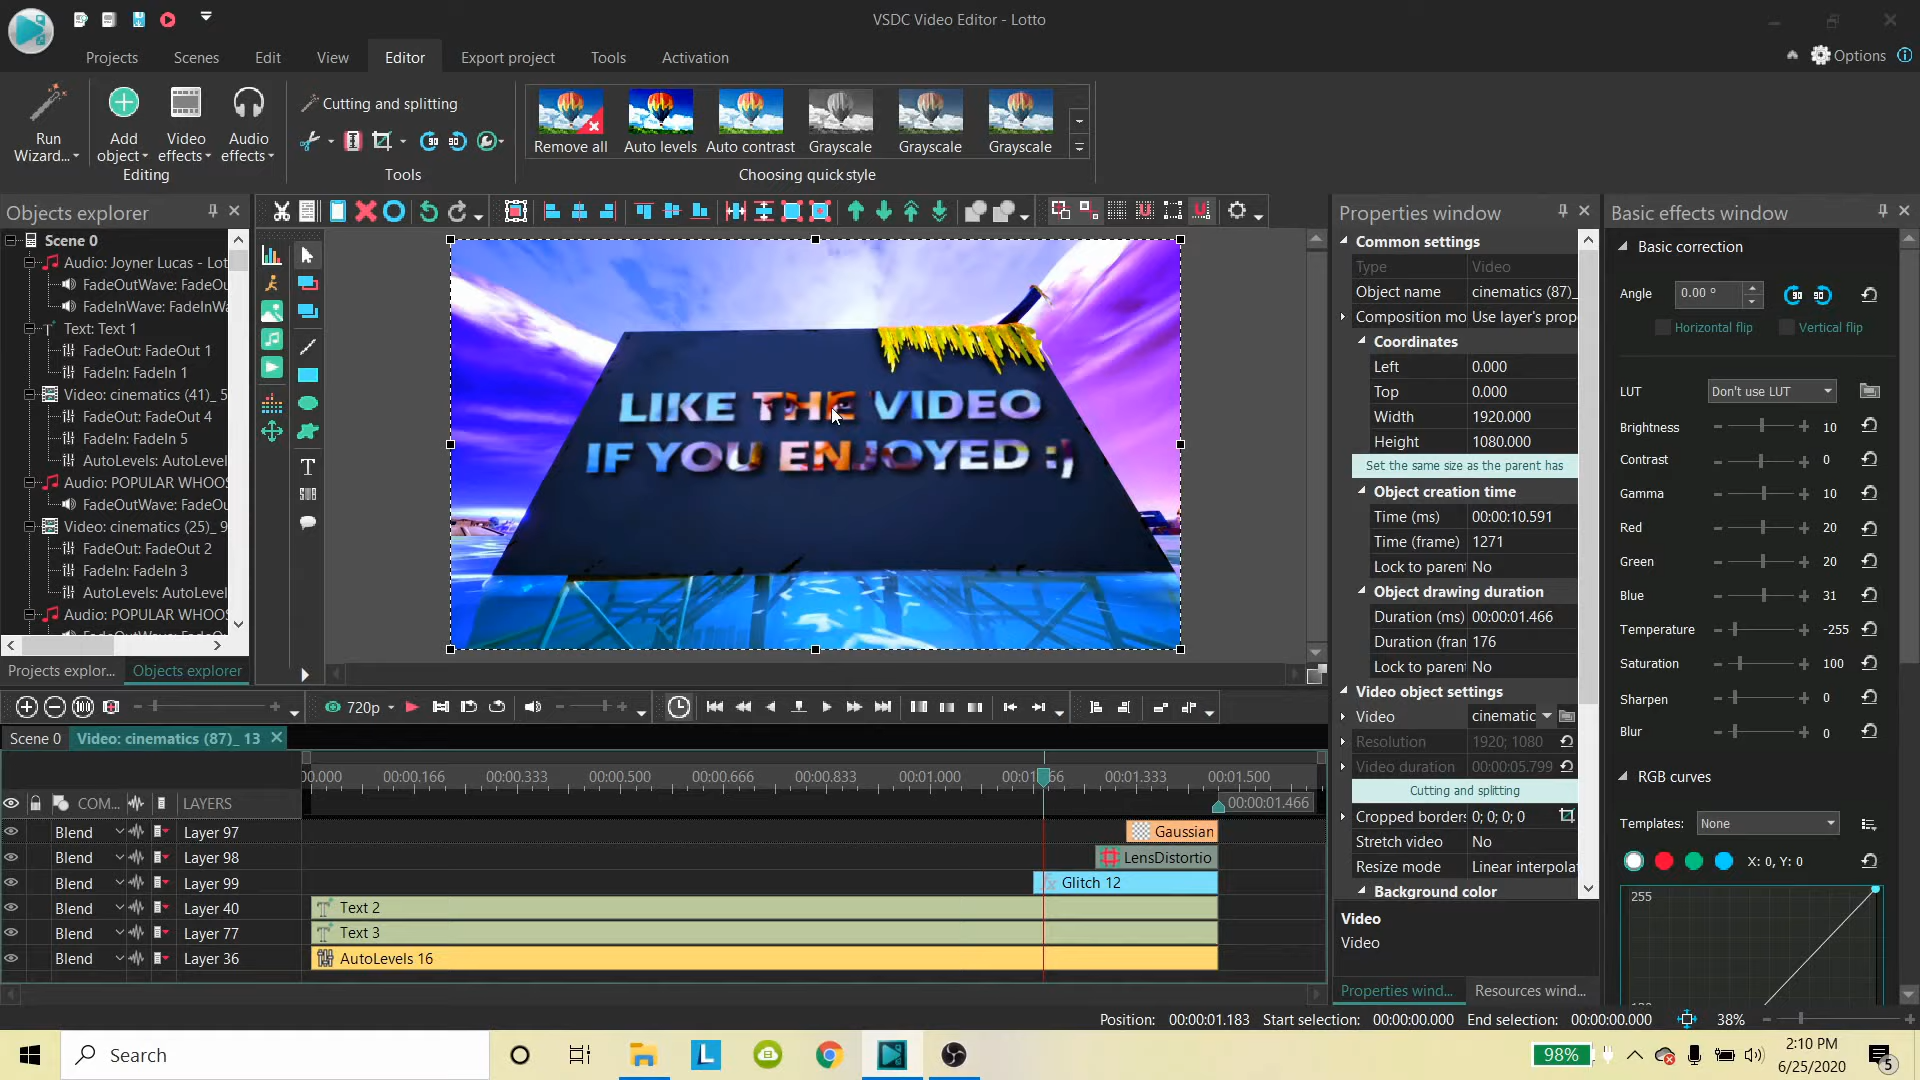 VSDC Video Editor - Lotto
Projects Scenes Edit View Editor Export project Tools Activation
Options
Run Wizard...
Add object
Video effects
Audio effects
Editing
Cutting and splitting
Tools
Remove all
Auto levels
Auto contrast
Grayscale
Grayscale
Grayscale
Choosing quick style
Objects explorer
Scene 0
Audio: Joyner Lucas - Lot
FadeOutWave: FadeOu
FadeInWave: FadeInWa
Text: Text 1
FadeOut: FadeOut 1
FadeIn: FadeIn 1
Video: cinematics (41)_ 5
FadeOut: FadeOut 4
FadeIn: FadeIn 5
AutoLevels: AutoLevel
Audio: POPULAR WHOOS
FadeOutWave: FadeOu
Video: cinematics (25)_ 9
FadeOut: FadeOut 2
FadeIn: FadeIn 3
AutoLevels: AutoLevel
Audio: POPULAR WHOOS
Projects explor...
Objects explorer
LIKE THE VIDEO
IF YOU ENJOYED :)
Properties window
Common settings
Type Video
Object name cinematics (87)_
Composition mo Use layer's prop
Coordinates
Left 0.000
Top 0.000
Width 1920.000
Height 1080.000
Set the same size as the parent has
Object creation time
Time (ms) 00:00:10.591
Time (frame) 1271
Lock to parent No
Object drawing duration
Duration (ms) 00:00:01.466
Duration (fran 176
Lock to parent No
Video object settings
Video cinematic
Resolution 1920; 1080
Video duration 00:00:05.799
Cutting and splitting
Cropped borders 0; 0; 0; 0
Stretch video No
Resize mode Linear interpolat
Background color
Video
Video
Properties wind...
Resources wind...
Basic effects window
Basic correction
Angle 0.00 °
Horizontal flip Vertical flip
LUT Don't use LUT
Brightness 10
Contrast 0
Gamma 10
Red 20
Green 20
Blue 31
Temperature -255
Saturation 100
Sharpen 0
Blur 0
RGB curves
Templates: None
X: 0, Y: 0
255
720p
Scene 0
Video: cinematics (87)_ 13
00.000 00:00.166 00:00.333 00:00.500 00:00.666 00:00.833 00:01.000 00:01.333 00:01.500
00:00:01.466
COM... LAYERS
Blend Layer 97 Gaussian
Blend Layer 98 LensDistortio
Blend Layer 99 Glitch 12
Blend Layer 40 Text 2
Blend Layer 77 Text 3
Blend Layer 36 AutoLevels 16
Position: 00:00:01.183 Start selection: 00:00:00.000 End selection: 00:00:00.000 38%
Search
98%
2:10 PM
6/25/2020
5